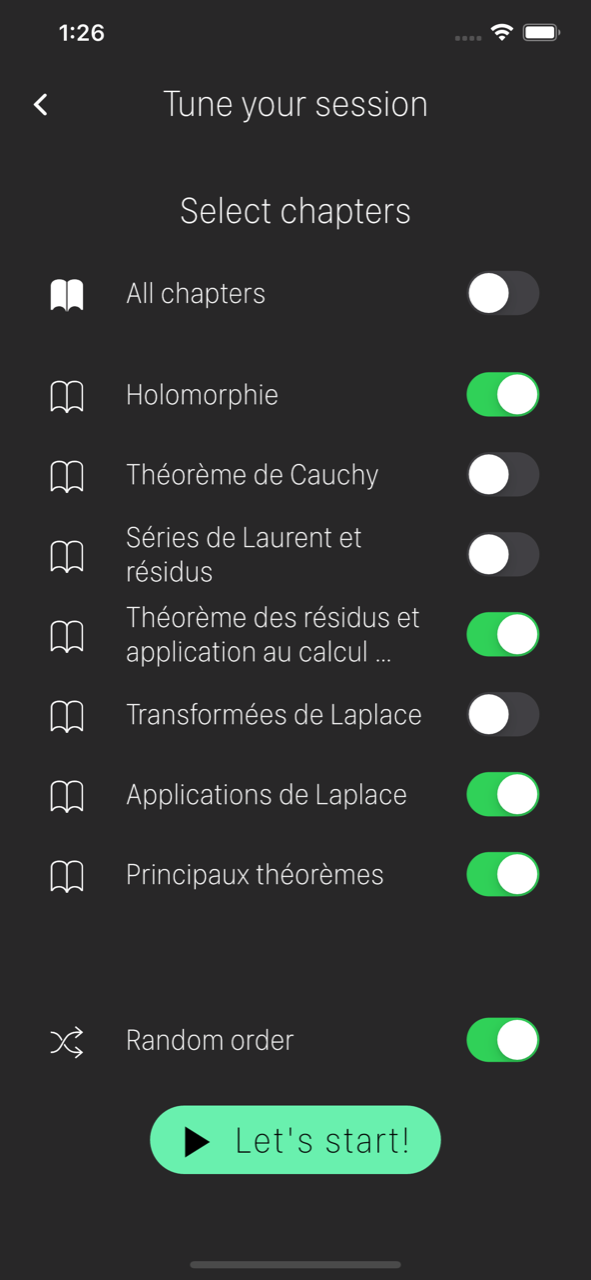 1:26
Tune your session
Select chapters
All chapters
Holomorphie
Théorème de Cauchy
Séries de Laurent et
résidus
Théorème des résidus et
application au calcul ...
Transformées de Laplace
Applications de Laplace
Principaux théorèmes
Random order
Let's start!